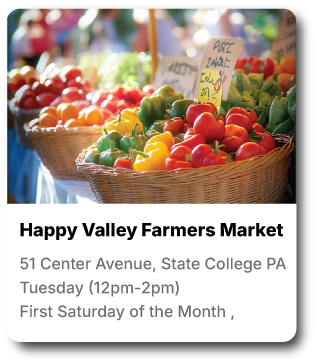 Happy Valley Farmers Market
51 Center Avenue, State College PA
Tuesday (12pm-2pm)
First Saturday of the Month ,